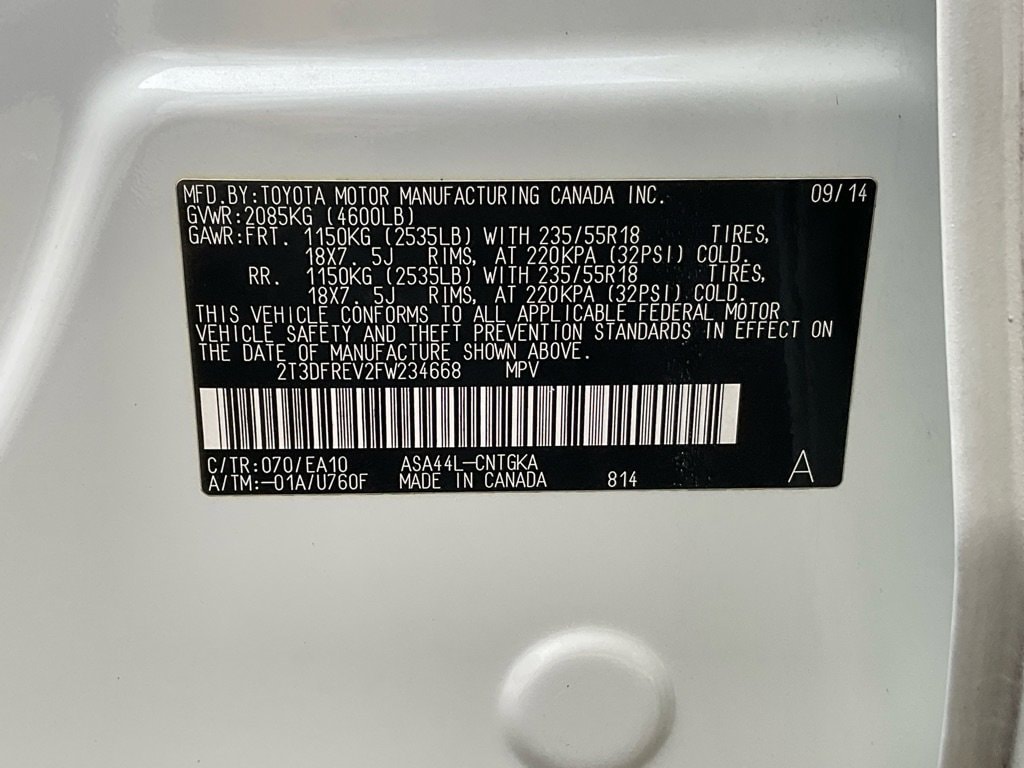 MFD.BY:TOYOTA MOTOR MANUFACTURING CANADA INC. 09/14
GVWR:2085KG (4600LB)
GAWR:FRT. 1150KG (2535LB) WITH 235/55R18 TIRES,
18X7. 5J RIMS, AT 220KPA (32PSI) COLD.
RR. 1150KG (2535LB) WITH 235/55R18 TIRES,
18X7. 5J RIMS, AT 220KPA (32PSI) COLD.
THIS VEHICLE CONFORMS TO ALL APPLICABLE FEDERAL MOTOR
VEHICLE SAFETY AND THEFT PREVENTION STANDARDS IN EFFECT ON
THE DATE OF MANUFACTURE SHOWN ABOVE.
2T3DFREV2FW234668 MPV
C/TR:070/EA10 ASA44L-CNTGKA A
A/TM:-01A/U760F MADE IN CANADA 814